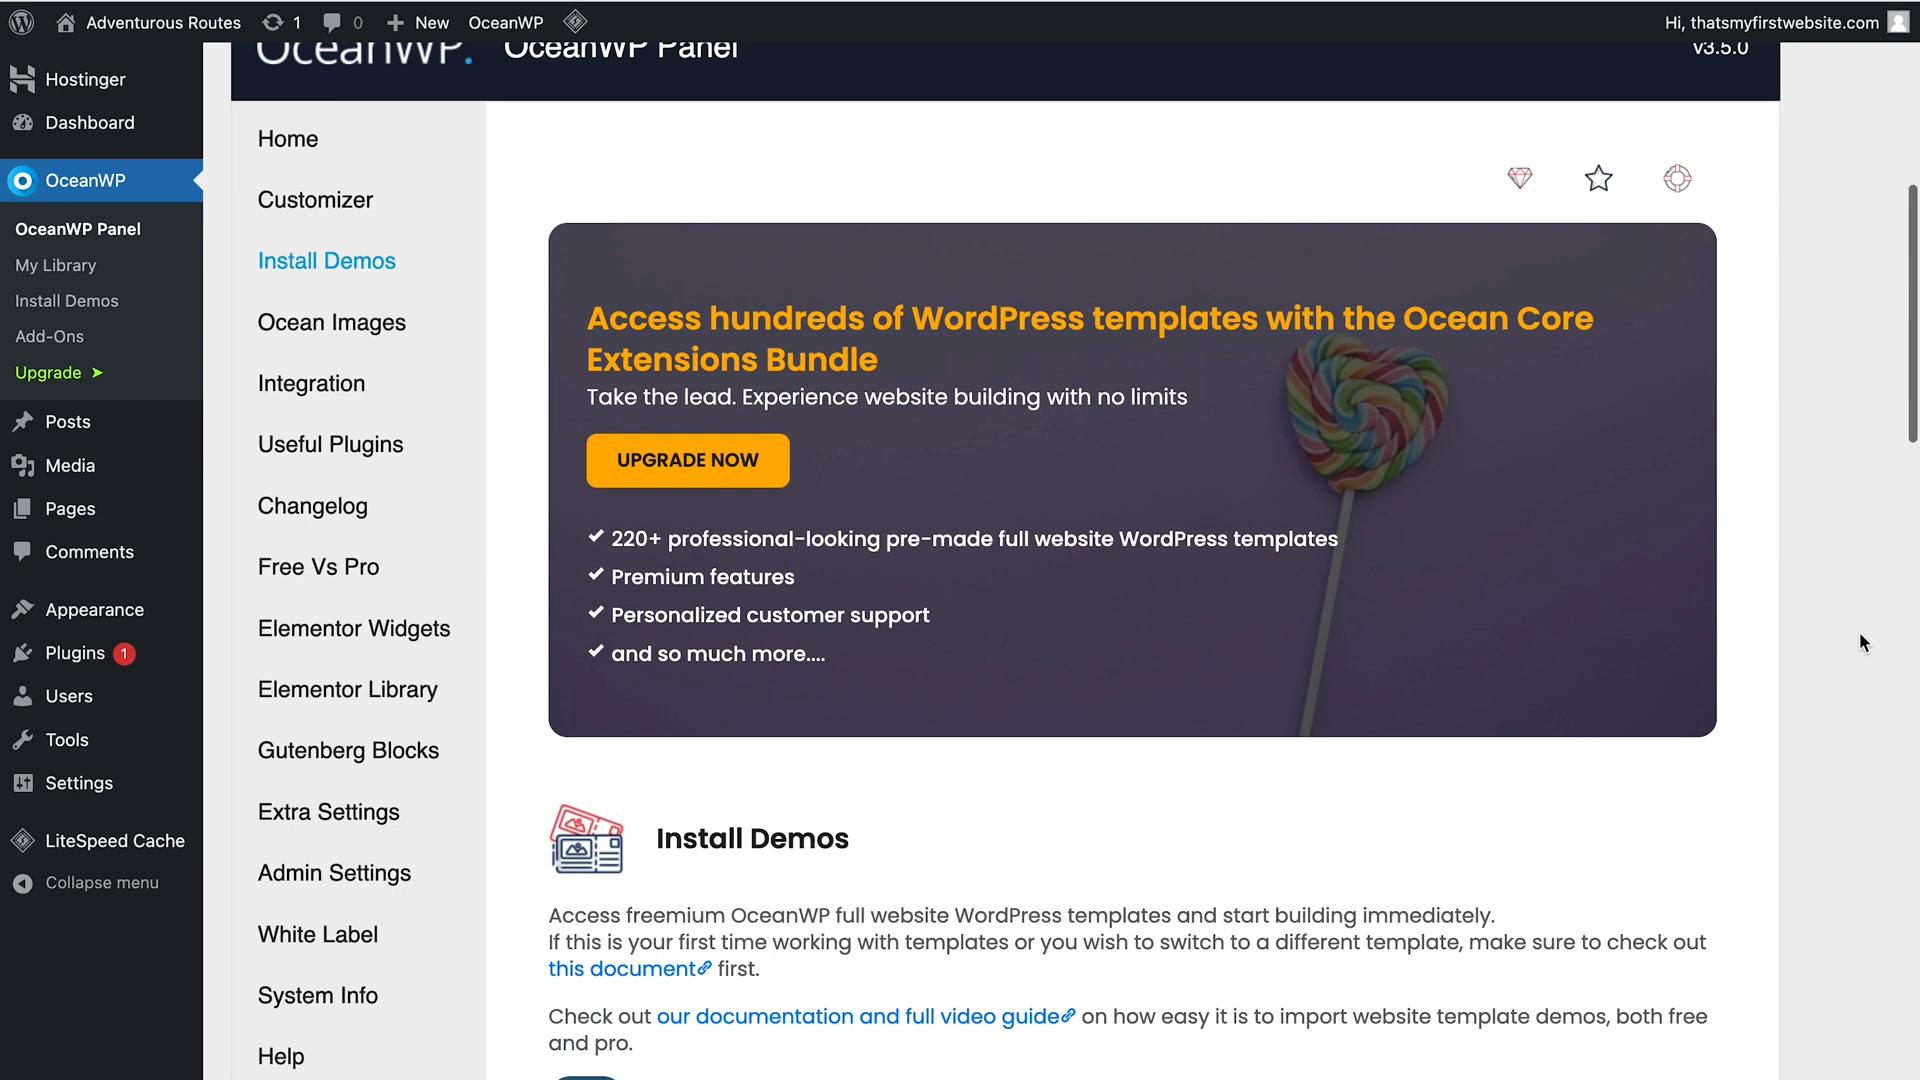 Adventurous Routes
1
0
New
OceanWP
Hi, thatsmyfirstwebsite.com
OceanWP.
OceanWP Panel
v3.5.0
Hostinger
Dashboard
OceanWP
OceanWP Panel
My Library
Install Demos
Add-Ons
Upgrade ➤
Posts
Media
Pages
Comments
Appearance
Plugins 1
Users
Tools
Settings
LiteSpeed Cache
Collapse menu
Home
Customizer
Install Demos
Ocean Images
Integration
Useful Plugins
Changelog
Free Vs Pro
Elementor Widgets
Elementor Library
Gutenberg Blocks
Extra Settings
Admin Settings
White Label
System Info
Help
Access hundreds of WordPress templates with the Ocean Core
Extensions Bundle
Take the lead. Experience website building with no limits
UPGRADE NOW
✔ 220+ professional-looking pre-made full website WordPress templates
✔ Premium features
✔ Personalized customer support
✔ and so much more....
Install Demos
Access freemium OceanWP full website WordPress templates and start building immediately.
If this is your first time working with templates or you wish to switch to a different template, make sure to check out
this document first.
Check out our documentation and full video guide on how easy it is to import website template demos, both free
and pro.